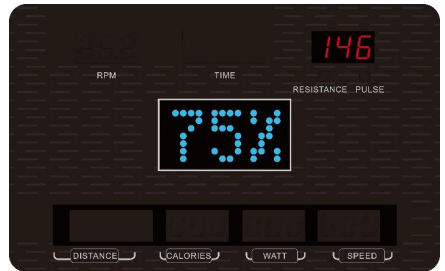 146
RPM TIME
RESISTANCE PULSE
75%
DISTANCE CALORIES WATT SPEED